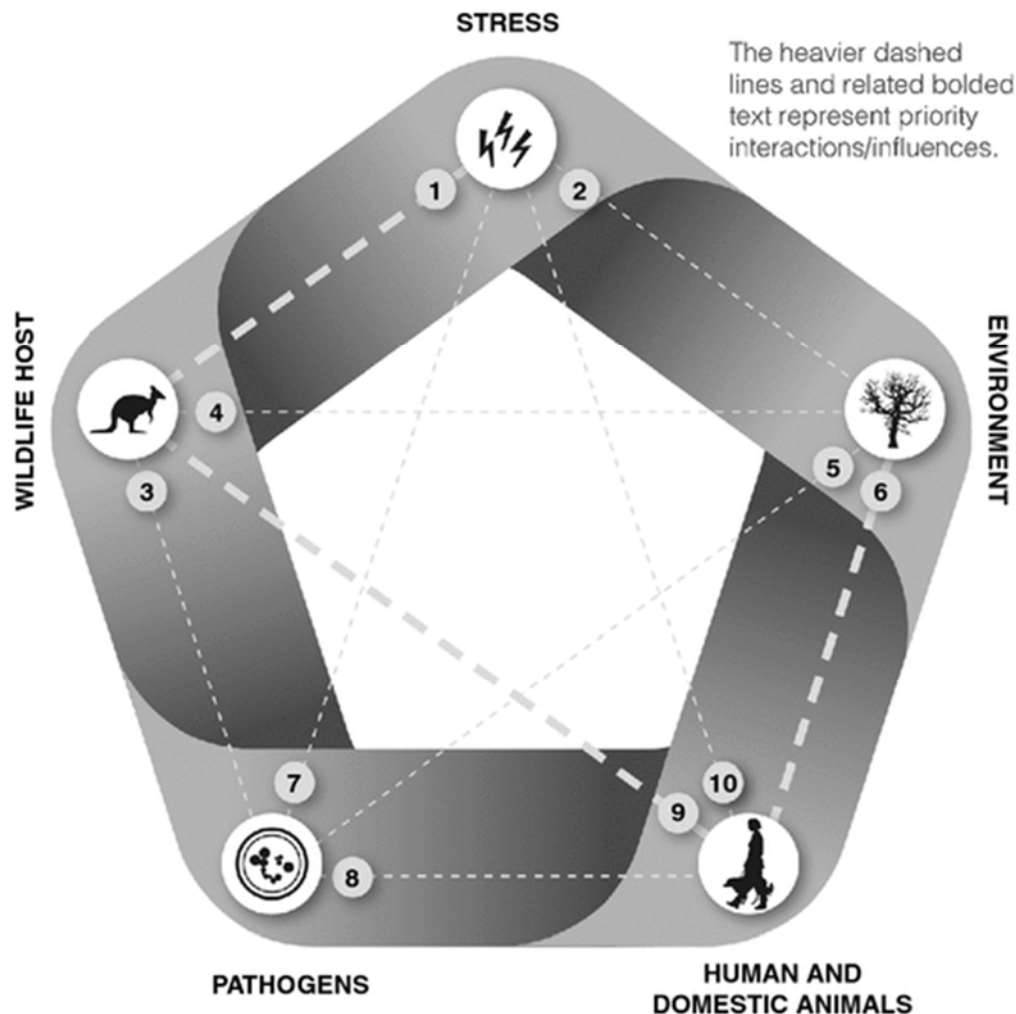 STRESS
The heavier dashed
lines and related bolded
text represent priority
interactions/influences.
1
2
WILDLIFE HOST
ENVIRONMENT
4
3
5
6
7
10
9
8
PATHOGENS
HUMAN AND
DOMESTIC ANIMALS